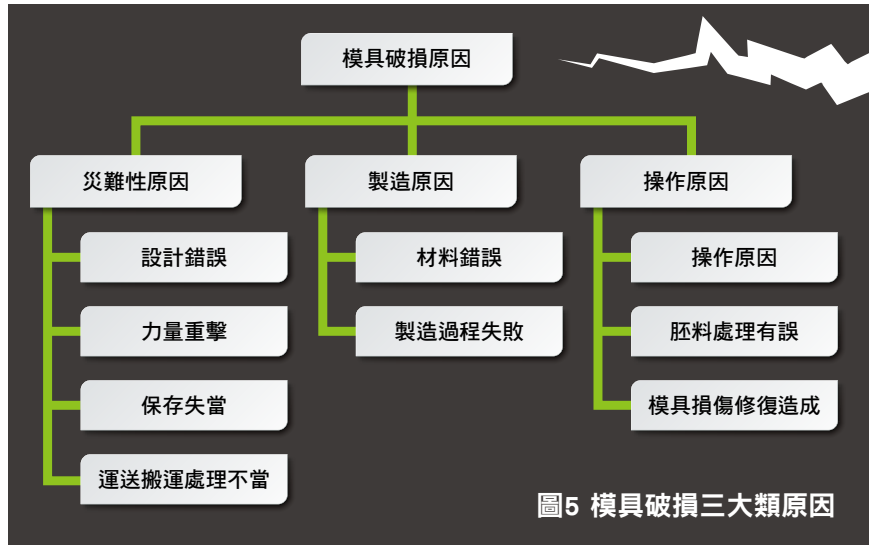 模具破損原因
災難性原因
設計錯誤
力量重擊
保存失當
運送搬運處理不當
製造原因
材料錯誤
製造過程失敗
操作原因
操作原因
胚料處理有誤
模具損傷修復造成
圖5 模具破損三大類原因